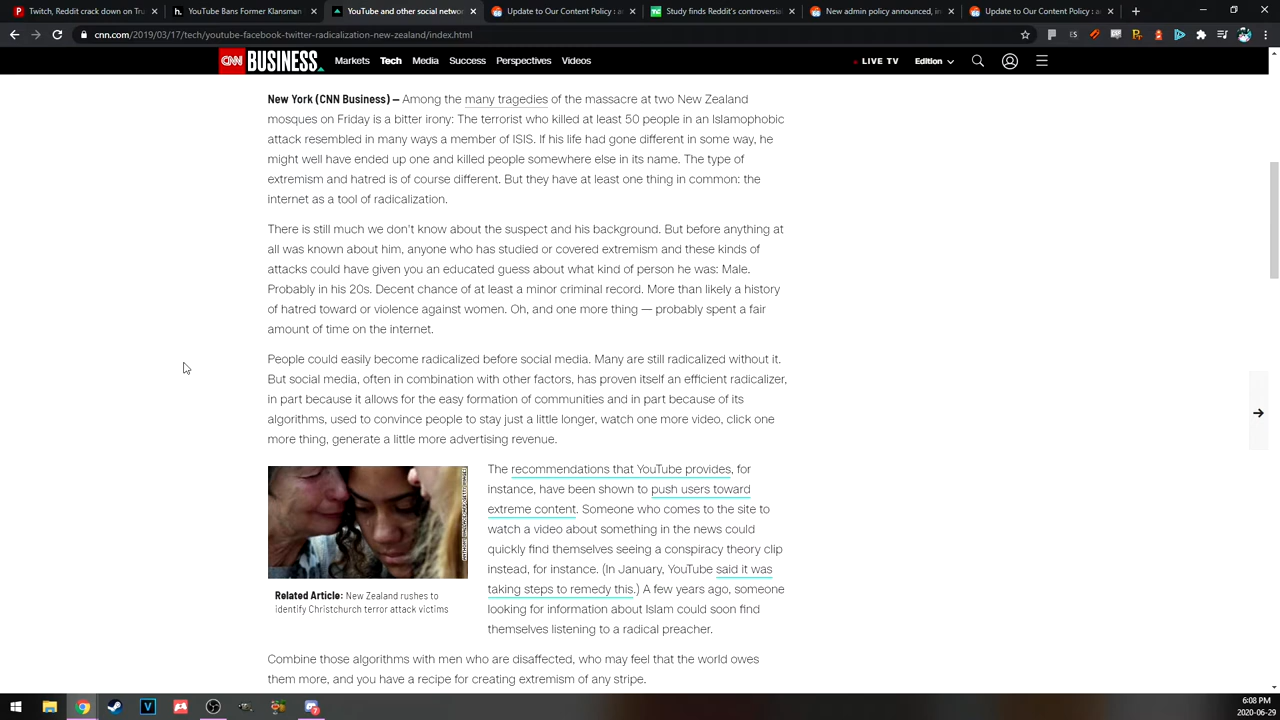 Twitch, Reddit crack down on Tru
YouTube Bans Former Klansman
YouTube and other social networ
Update to Our Content Policy : a
Study finds Reddit's controversia
New admin policy announced, in
Update to Our Content Policy : a
cnn.com/2019/03/17/tech/youtube-facebook-twitter-radicalization-new-zealand/index.html
CNN BUSINESS Markets Tech Media Success Perspectives Videos LIVE TV Edition
New York (CNN Business) — Among the many tragedies of the massacre at two New Zealand
mosques on Friday is a bitter irony: The terrorist who killed at least 50 people in an Islamophobic
attack resembled in many ways a member of ISIS. If his life had gone different in some way, he
might well have ended up one and killed people somewhere else in its name. The type of
extremism and hatred is of course different. But they have at least one thing in common: the
internet as a tool of radicalization.
There is still much we don't know about the suspect and his background. But before anything at
all was known about him, anyone who has studied or covered extremism and these kinds of
attacks could have given you an educated guess about what kind of person he was: Male.
Probably in his 20s. Decent chance of at least a minor criminal record. More than likely a history
of hatred toward or violence against women. Oh, and one more thing — probably spent a fair
amount of time on the internet.
People could easily become radicalized before social media. Many are still radicalized without it.
But social media, often in combination with other factors, has proven itself an efficient radicalizer,
in part because it allows for the easy formation of communities and in part because of its
algorithms, used to convince people to stay just a little longer, watch one more video, click one
more thing, generate a little more advertising revenue.
The recommendations that YouTube provides, for
instance, have been shown to push users toward
extreme content. Someone who comes to the site to
watch a video about something in the news could
quickly find themselves seeing a conspiracy theory clip
instead, for instance. (In January, YouTube said it was
taking steps to remedy this.) A few years ago, someone
looking for information about Islam could soon find
themselves listening to a radical preacher.
Related Article: New Zealand rushes to
identify Christchurch terror attack victims
Combine those algorithms with men who are disaffected, who may feel that the world owes
them more, and you have a recipe for creating extremism of any stripe.
6:08 PM
2020-06-29